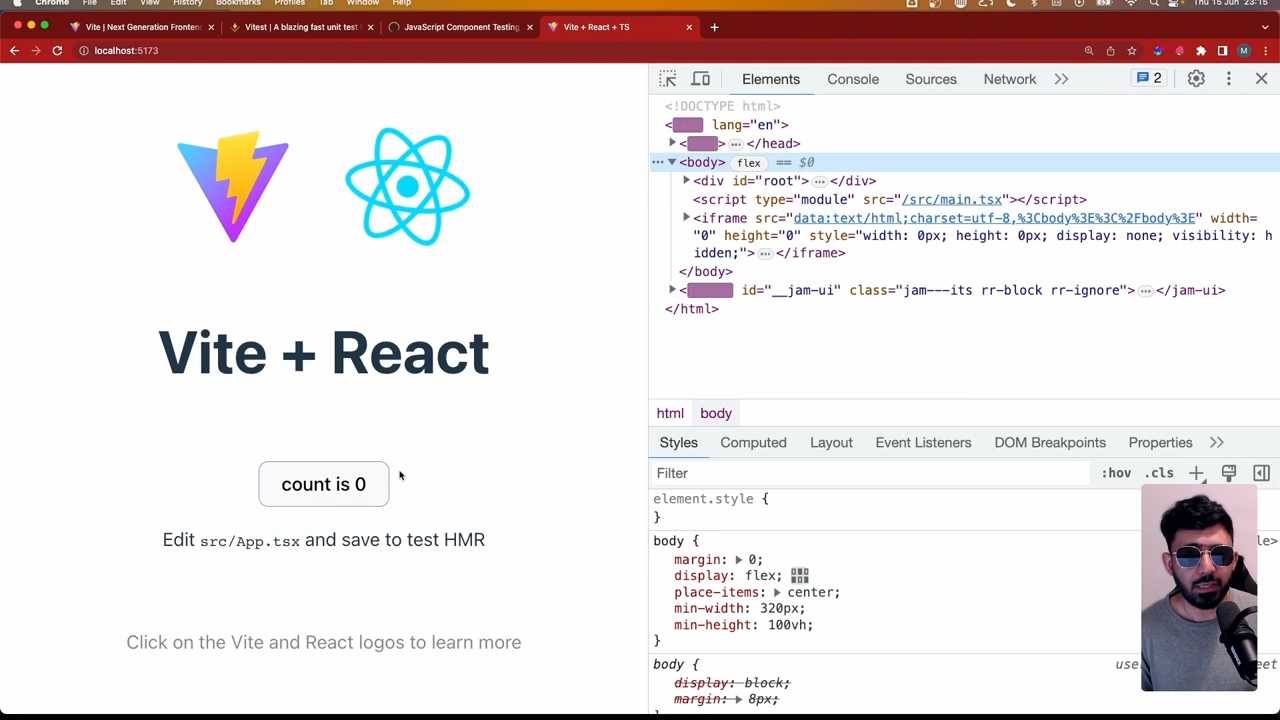 Chrome File Edit View History Bookmarks Profiles Tab Window Help
Thu 15 Jun 23:15
Vite | Next Generation Fronten
Vitest | A blazing fast unit test
JavaScript Component Testing
Vite + React + TS
localhost:5173
M
Elements Console Sources Network
2
<!DOCTYPE html>
< lang="en">
< > … </head>
<body> flex == $0
<div id="root"> … </div>
<script type="module" src="/src/main.tsx"></script>
<iframe src="data:text/html;charset=utf-8,%3Cbody%3E%3C%2Fbody%3E" width=
"0" height="0" style="width: 0px; height: 0px; display: none; visibility: h
idden;"> … </iframe>
</body>
< id="__jam-ui" class="jam---its rr-block rr-ignore"> … </jam-ui>
</html>
html body
Styles Computed Layout Event Listeners DOM Breakpoints Properties
Filter
:hov .cls
element.style {
}
body {
le>
margin: 0;
display: flex;
place-items: center;
min-width: 320px;
min-height: 100vh;
}
body {
use
eet
display: block;
margin: 8px;
Vite + React
count is 0
Edit src/App.tsx and save to test HMR
Click on the Vite and React logos to learn more